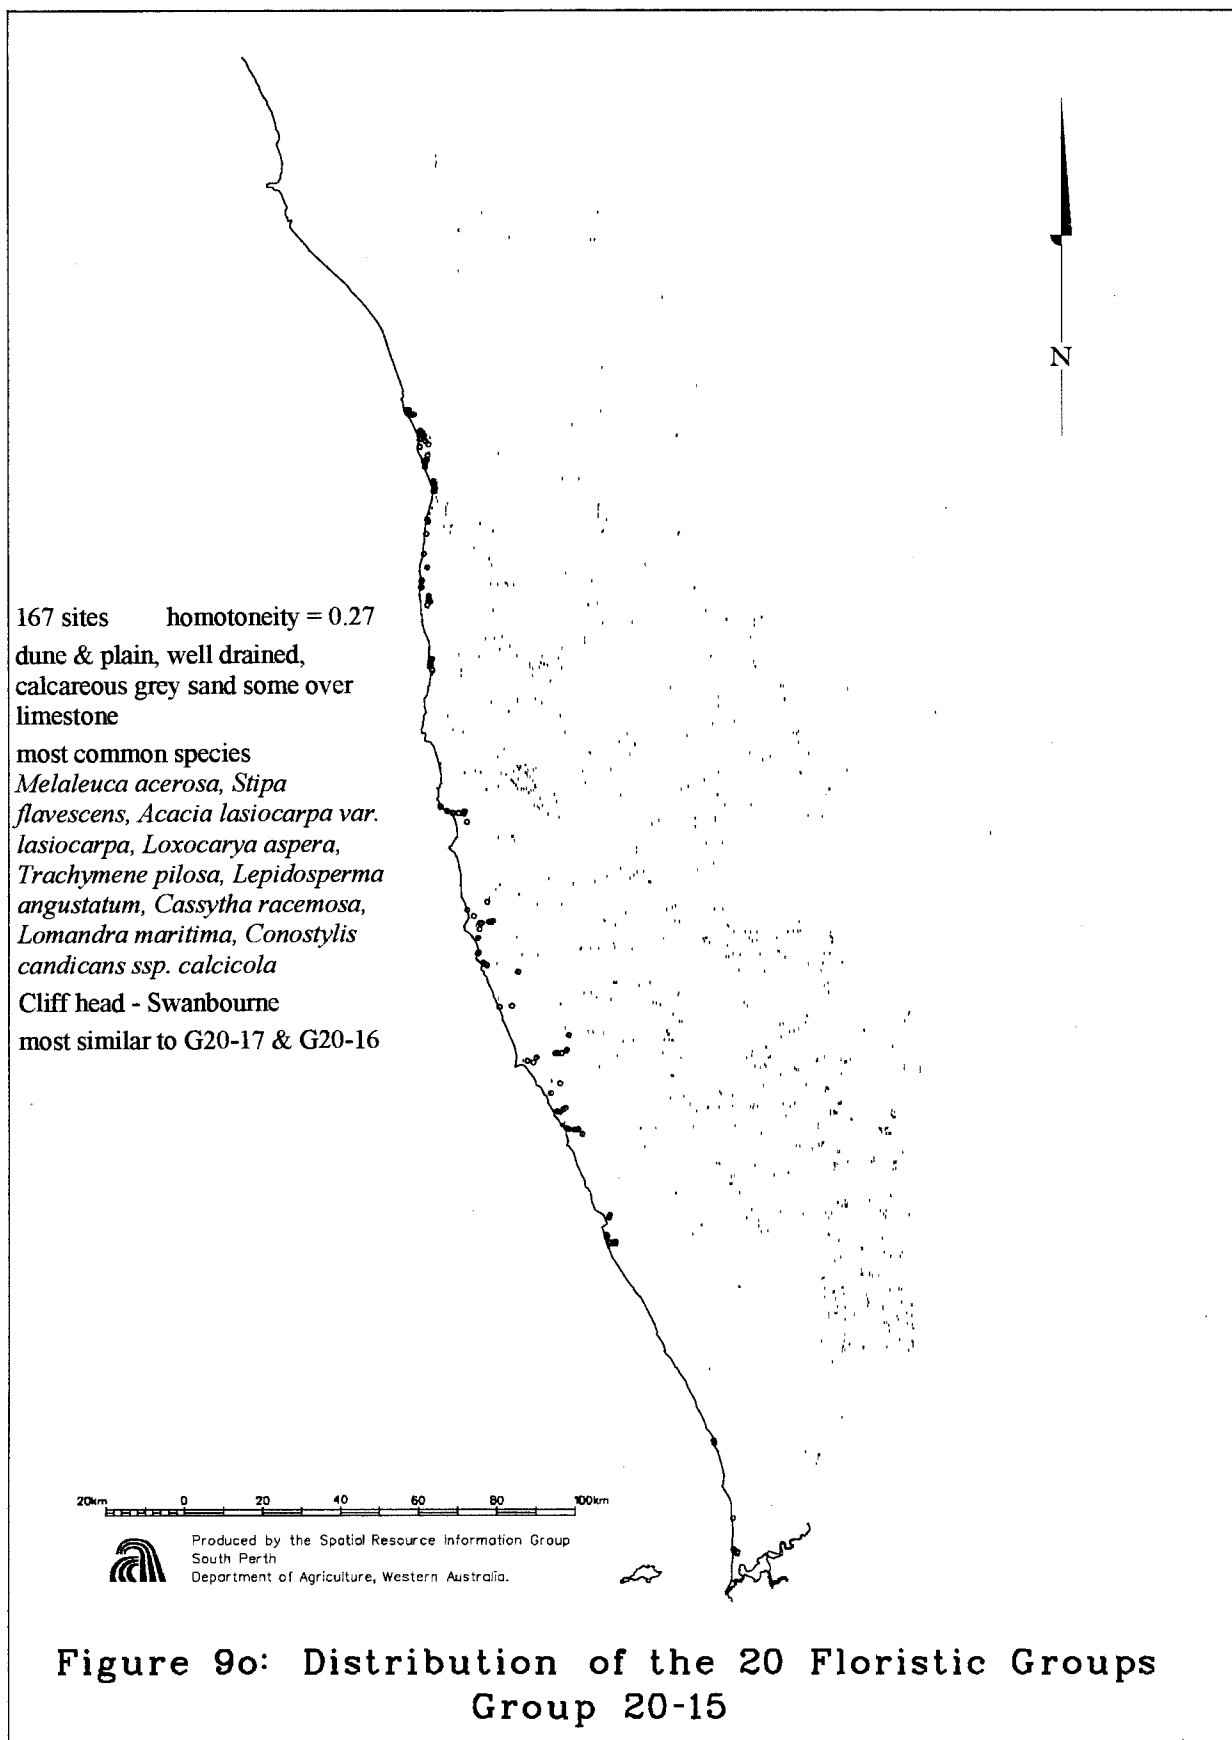 N
167 sites homotoneity = 0.27
dune & plain, well drained,
calcareous grey sand some over
limestone
most common species
Melaleuca acerosa, Stipa
flavescens, Acacia lasiocarpa var.
lasiocarpa, Loxocarya aspera,
Trachymene pilosa, Lepidosperma
angustatum, Cassytha racemosa,
Lomandra maritima, Conostylis
candicans ssp. calcicola
Cliff head - Swanbourne
most similar to G20-17 & G20-16
20km 0 20 40 60 80 100km
Produced by the Spatial Resource Information Group
South Perth
Department of Agriculture, Western Australia.
Figure 9o: Distribution of the 20 Floristic Groups
Group 20-15